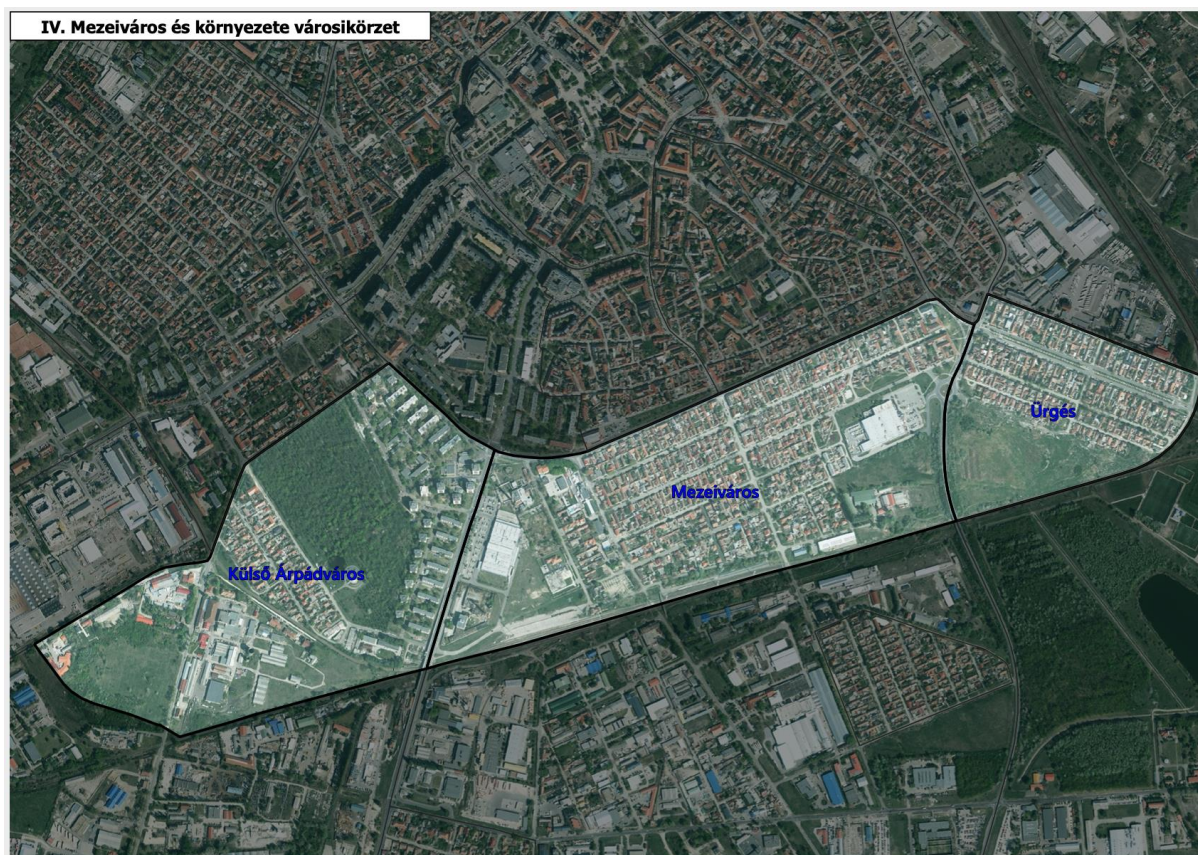 IV. Mezeiváros és környezete városikörzet
Ürgés
Mezeiváros
Külső Árpádváros